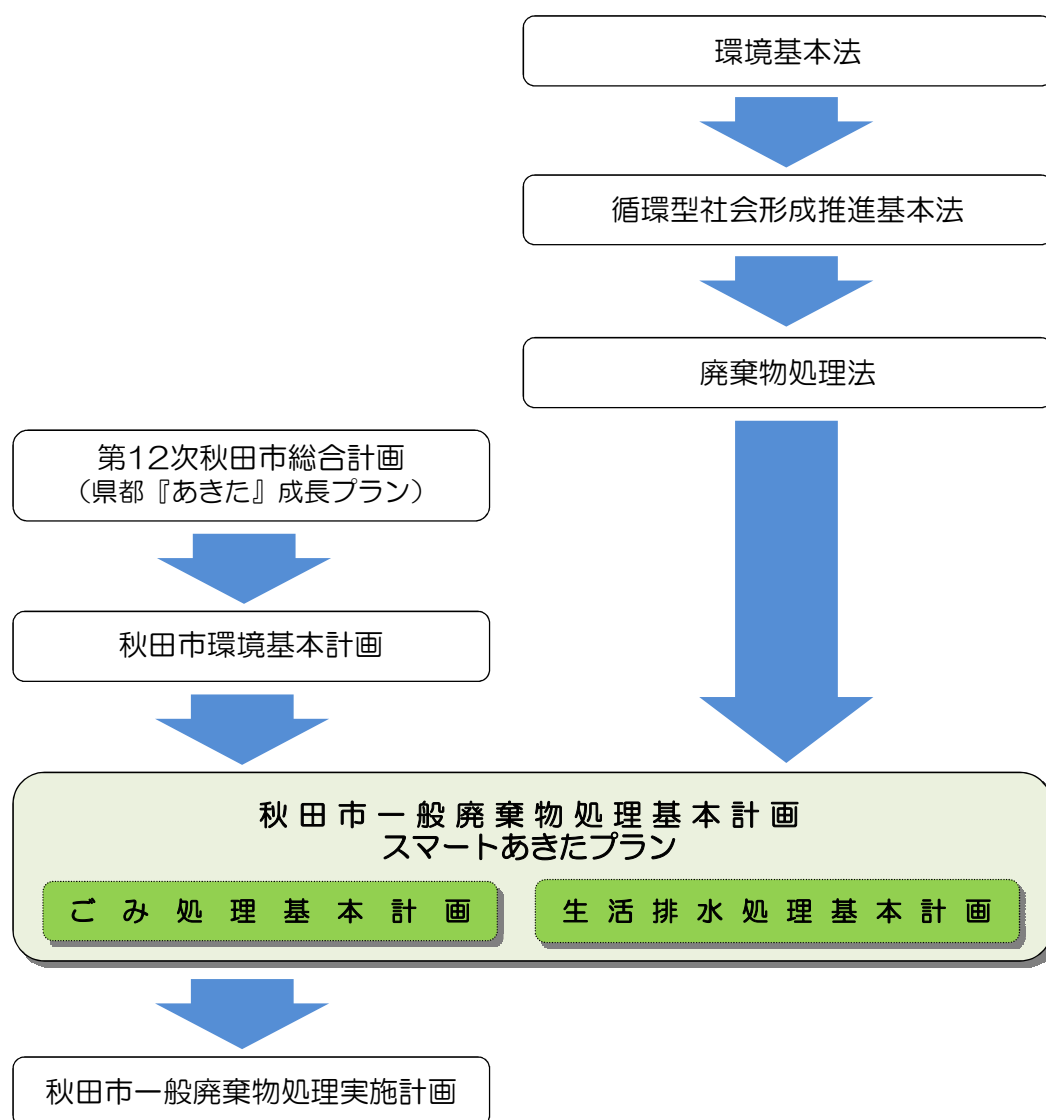 環境基本法
循環型社会形成推進基本法
廃棄物処理法
第12次秋田市総合計画
（県都『あきた』成長プラン）
秋田市環境基本計画
秋田市一般廃棄物処理基本計画
スマートあきたプラン
ごみ処理基本計画
生活排水処理基本計画
秋田市一般廃棄物処理実施計画